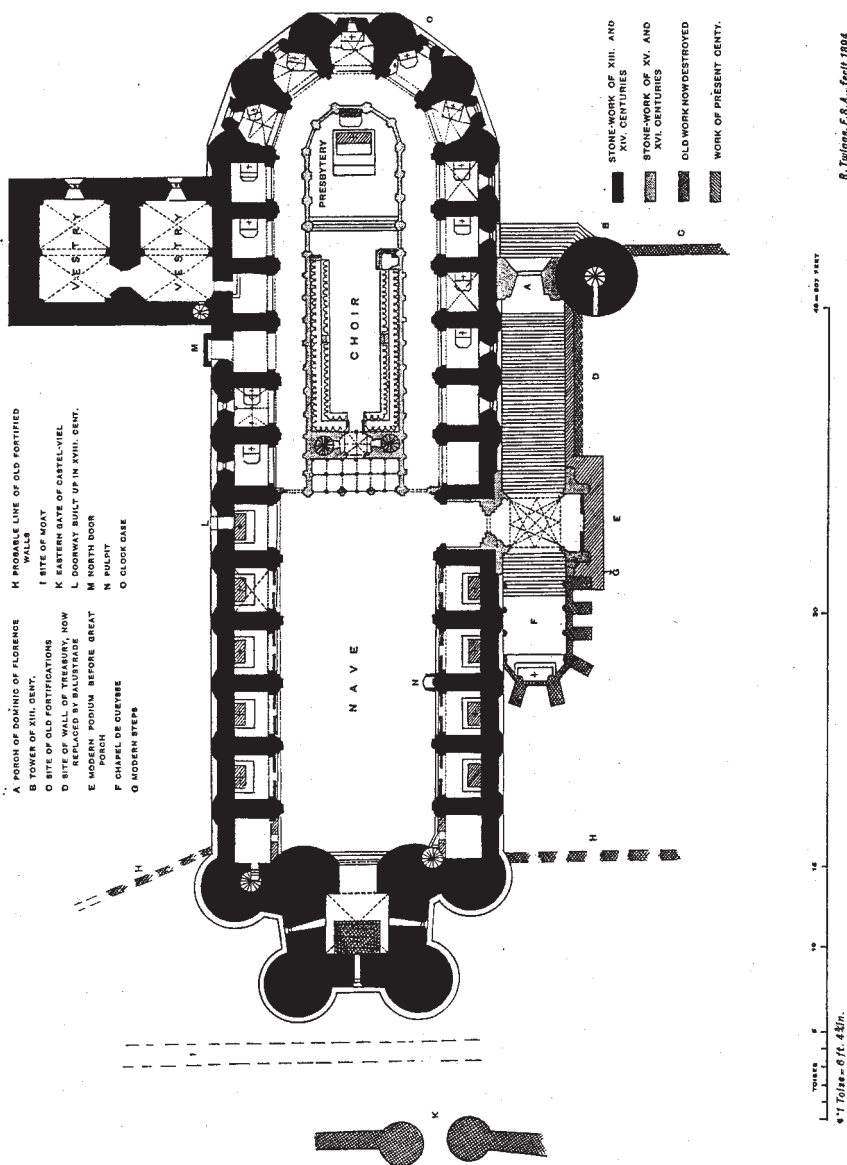 A PORCH OF DOMINIC OF FLORENCE
B TOWER OF XIII. CENT.
C SITE OF OLD FORTIFICATIONS
D SITE OF WALL OF TREASURY, NOW
REPLACED BY BALUSTRADE
E MODERN PODIUM BEFORE GREAT
PORCH
F CHAPEL DE GUEYSSE
G MODERN STEPS
H PROBABLE LINE OF OLD FORTIFIED
WALLS
I SITE OF MOAT
K EASTERN GATE OF CASTEL-VIEL
L DOORWAY BUILT UP IN XVIII. CENT.
M NORTH DOOR
N PULPIT
O CLOCK CASE
VESTRY
VESTRY
PRESBYTERY
CHOIR
NAVE
O
M
L
N
A
B
C
D
E
F
G
H
H
I
K
STONE-WORK OF XIII. AND
XIV. CENTURIES
STONE-WORK OF XV. AND
XVI. CENTURIES
OLD WORK NOW DESTROYED
WORK OF PRESENT CENTY.
TOISES 5 10 15 30
* 1 Toise = 6 ft. 4¾in.
R. Twigge, F.S.A., fecit 1894.